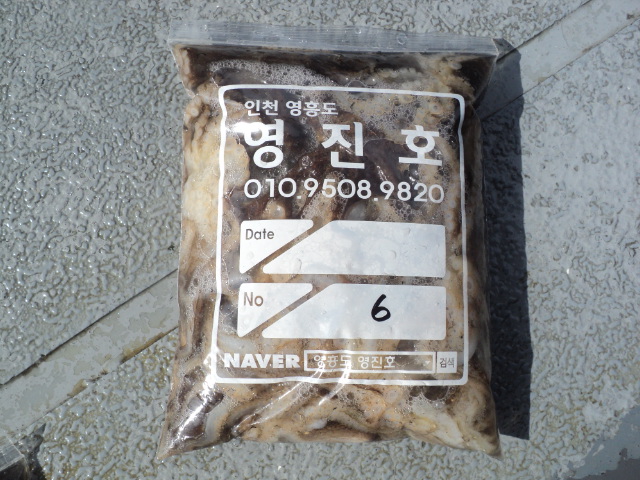 인천 영흥도
영진호
010.9508.9820
Date
No 6
NAVER 영흥도 영진호 검색